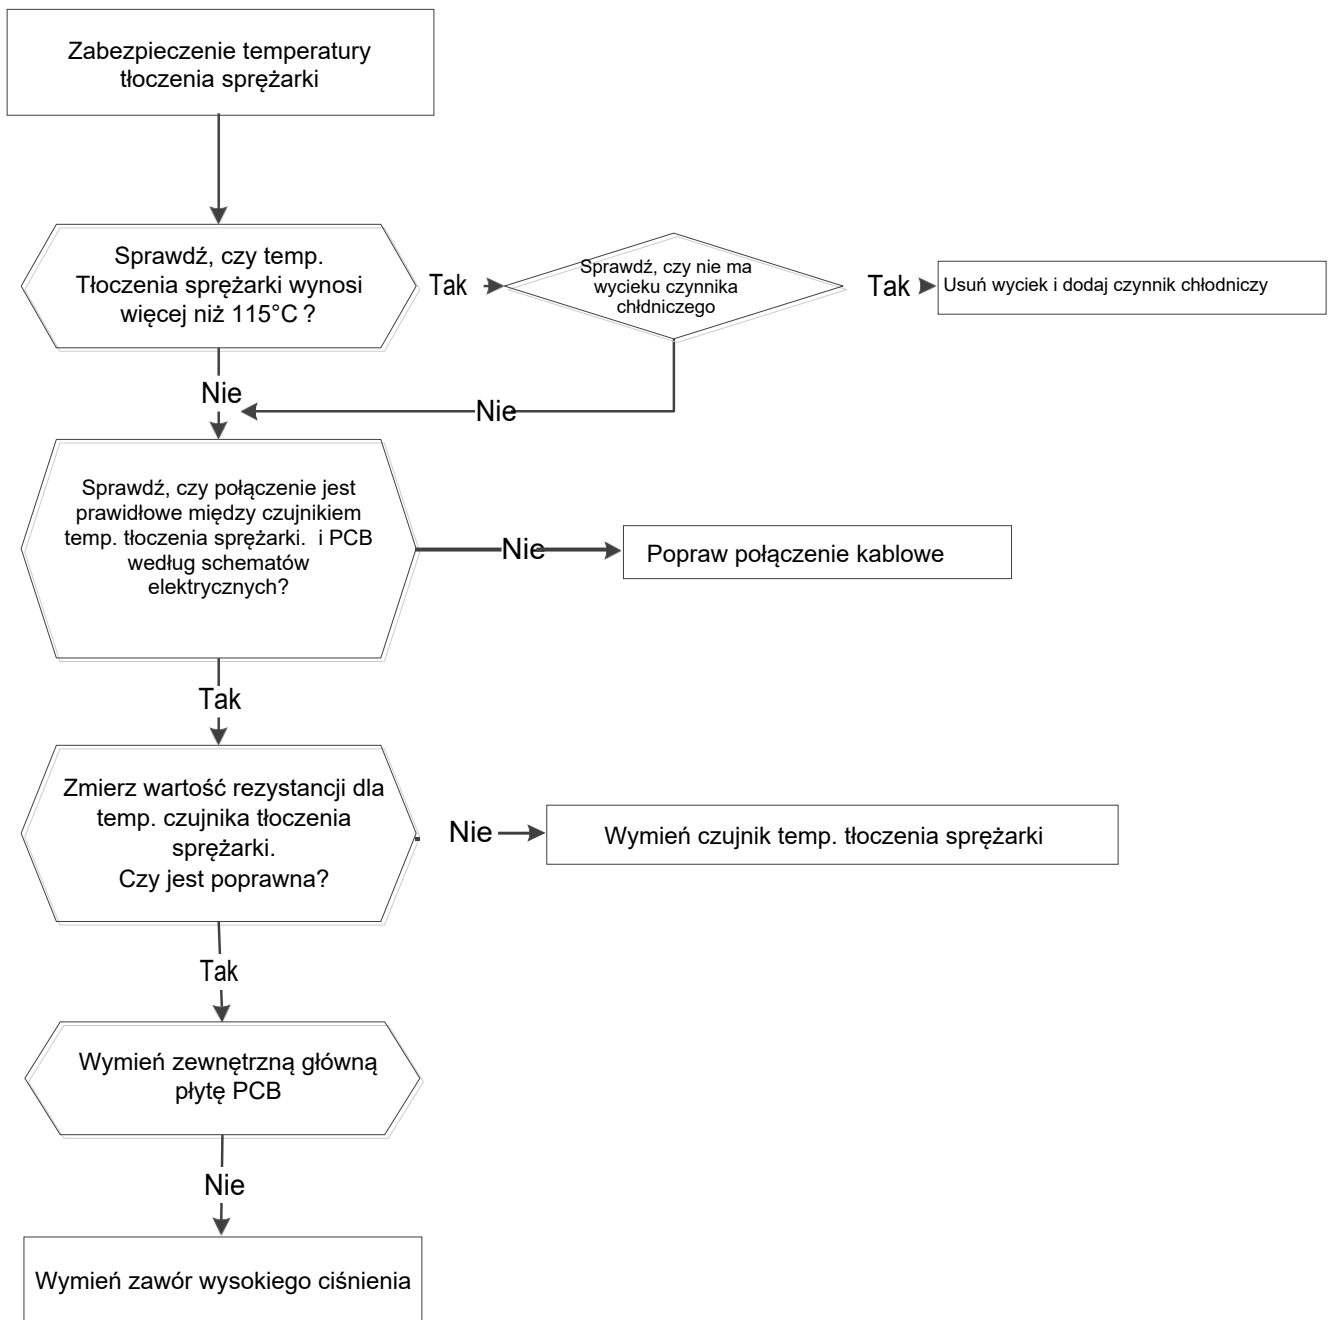 Zabezpieczenie temperatury
tłoczenia sprężarki
Sprawdź, czy temp.
Tłoczenia sprężarki wynosi
więcej niż 115°C ?
Tak
Sprawdź, czy nie ma
wycieku czynnika
chłdniczego
Tak
Usuń wyciek i dodaj czynnik chłodniczy
Nie
Nie
Sprawdź, czy połączenie jest
prawidłowe między czujnikiem
temp. tłoczenia sprężarki. i PCB
według schematów
elektrycznych?
Nie
Popraw połączenie kablowe
Tak
Zmierz wartość rezystancji dla
temp. czujnika tłoczenia
sprężarki.
Czy jest poprawna?
Nie
Wymień czujnik temp. tłoczenia sprężarki
Tak
Wymień zewnętrzną główną
płytę PCB
Nie
Wymień zawór wysokiego ciśnienia